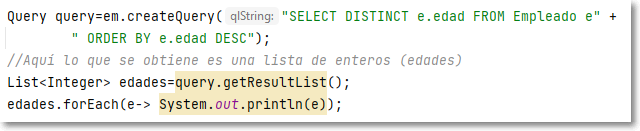 Query query=em.createQuery( qlString: "SELECT DISTINCT e.edad FROM Empleado e" +
" ORDER BY e.edad DESC");
//Aquí lo que se obtiene es una lista de enteros (edades)
List<Integer> edades=query.getResultList();
edades.forEach(e-> System.out.println(e));